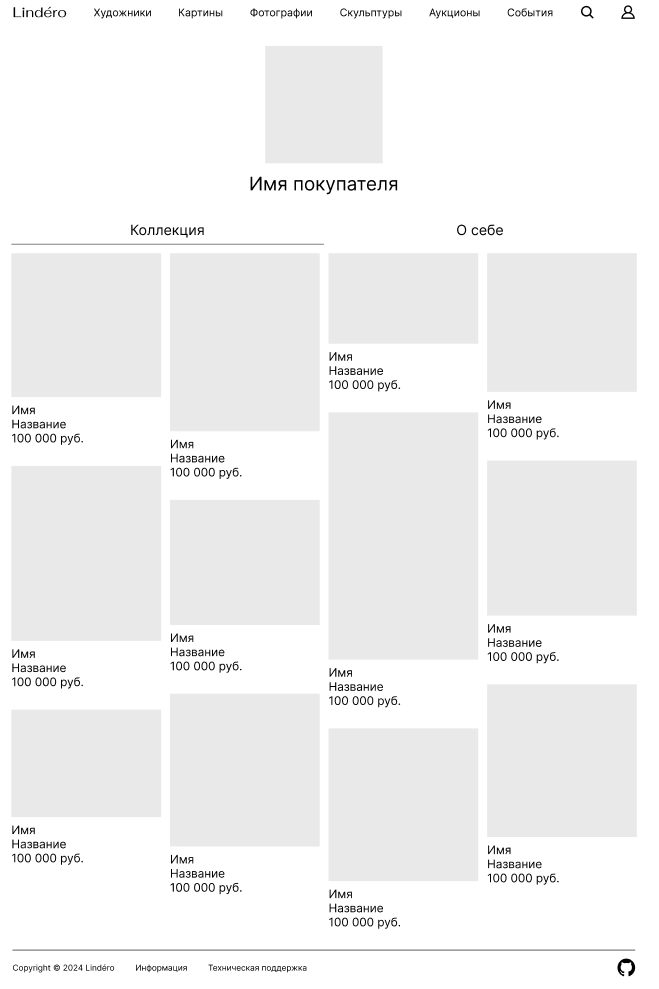 Lindéro Художники Картины Фотографии Скульптуры Аукционы События
Имя покупателя
Коллекция О себе
Имя
Название
100 000 руб.
Имя
Название
100 000 руб.
Имя
Название
100 000 руб.
Имя
Название
100 000 руб.
Имя
Название
100 000 руб.
Имя
Название
100 000 руб.
Имя
Название
100 000 руб.
Имя
Название
100 000 руб.
Имя
Название
100 000 руб.
Имя
Название
100 000 руб.
Имя
Название
100 000 руб.
Имя
Название
100 000 руб.
Copyright © 2024 Lindéro Информация Техническая поддержка